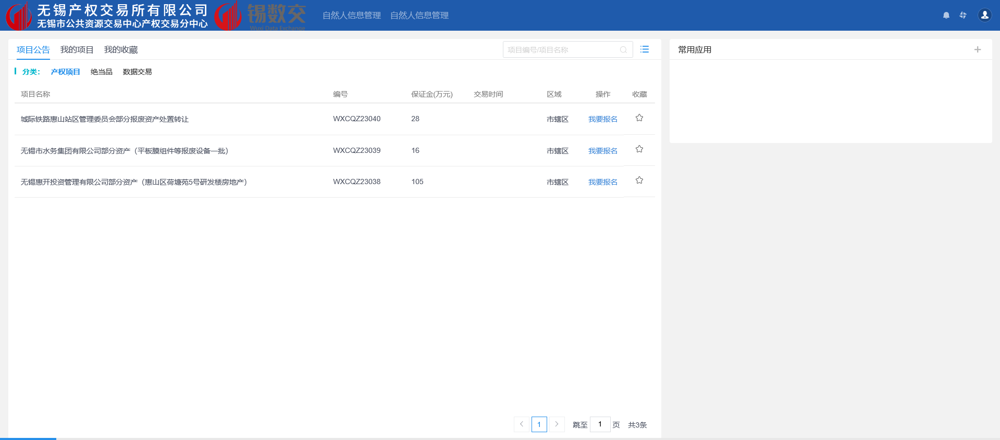 无锡产权交易所有限公司
无锡市公共资源交易中心产权交易分中心
锡数交
Wuxi Data Exchange
自然人信息管理 自然人信息管理
项目公告 我的项目 我的收藏
项目编号/项目名称
常用应用
分类： 产权项目 绝当品 数据交易
项目名称 编号 保证金(万元) 交易时间 区域 操作 收藏
城际铁路惠山站区管理委员会部分报废资产处置转让 WXCQZ23040 28 市辖区 我要报名
无锡市水务集团有限公司部分资产（平板膜组件等报废设备一批） WXCQZ23039 16 市辖区 我要报名
无锡惠开投资管理有限公司部分资产（惠山区荷塘苑5号研发楼房地产） WXCQZ23038 105 市辖区 我要报名
1 跳至 1 页 共3条